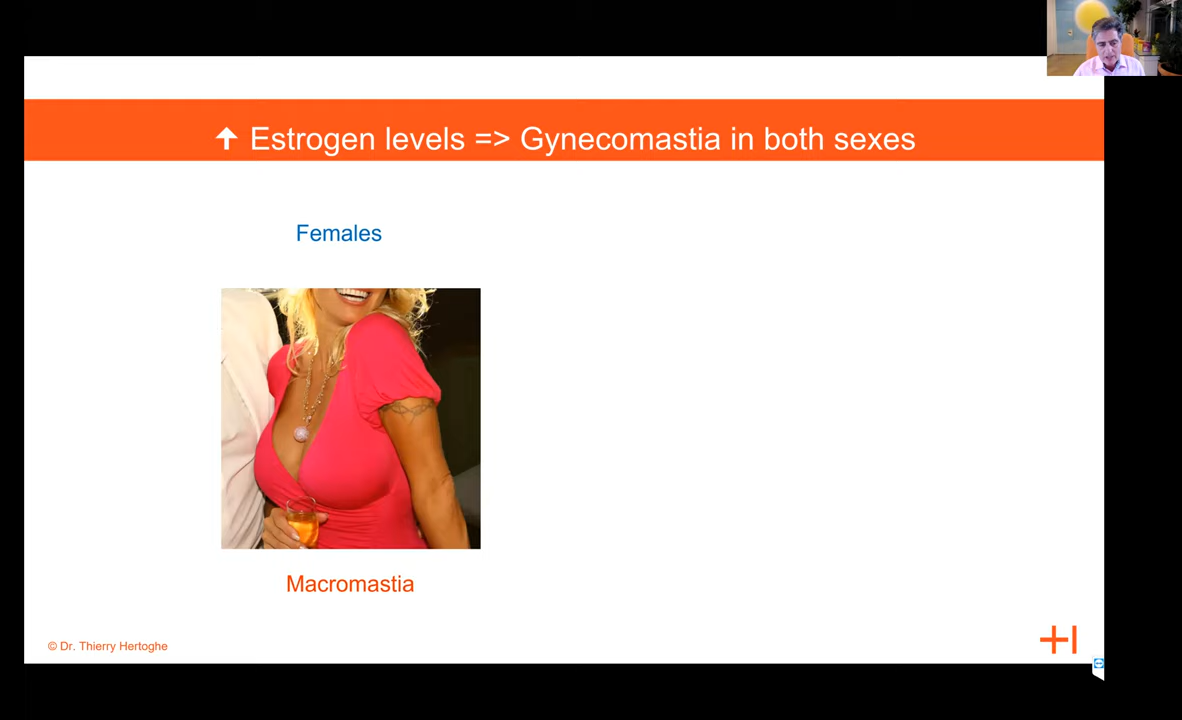 ↑ Estrogen levels => Gynecomastia in both sexes
Females
Macromastia
© Dr. Thierry Hertoghe